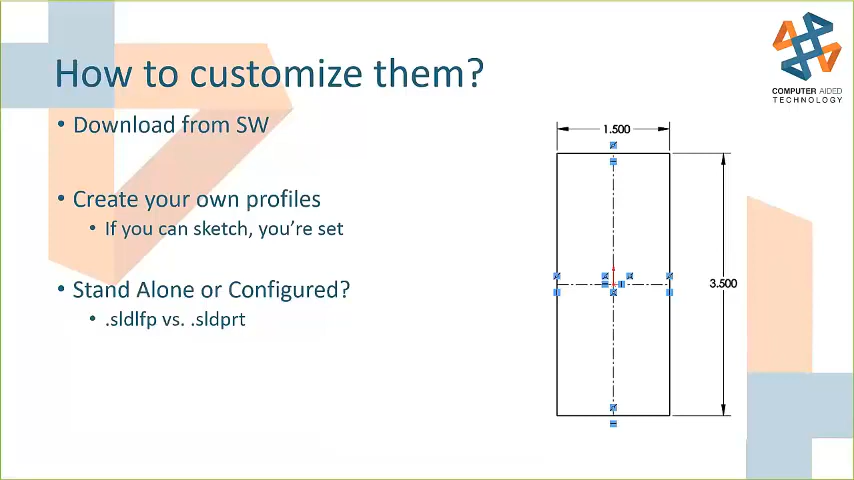 How to customize them?
• Download from SW
• Create your own profiles
• If you can sketch, you're set
• Stand Alone or Configured?
• .sldlfp vs. .sldprt
COMPUTER AIDED
TECHNOLOGY
1.500
3.500